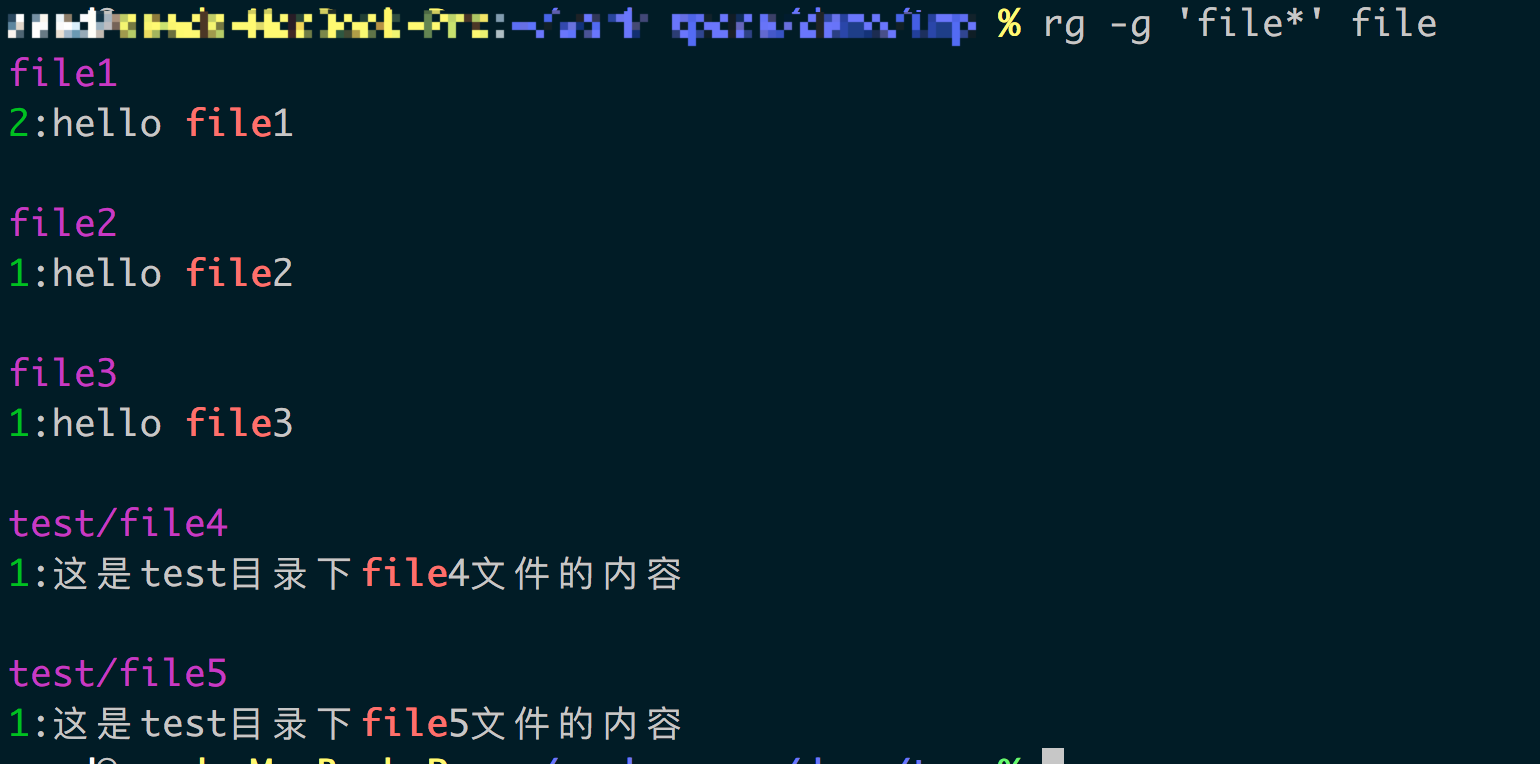 % rg -g 'file*' file
file1
2:hello file1
file2
1:hello file2
file3
1:hello file3
test/file4
1:这是test目录下file4文件的内容
test/file5
1:这是test目录下file5文件的内容
%